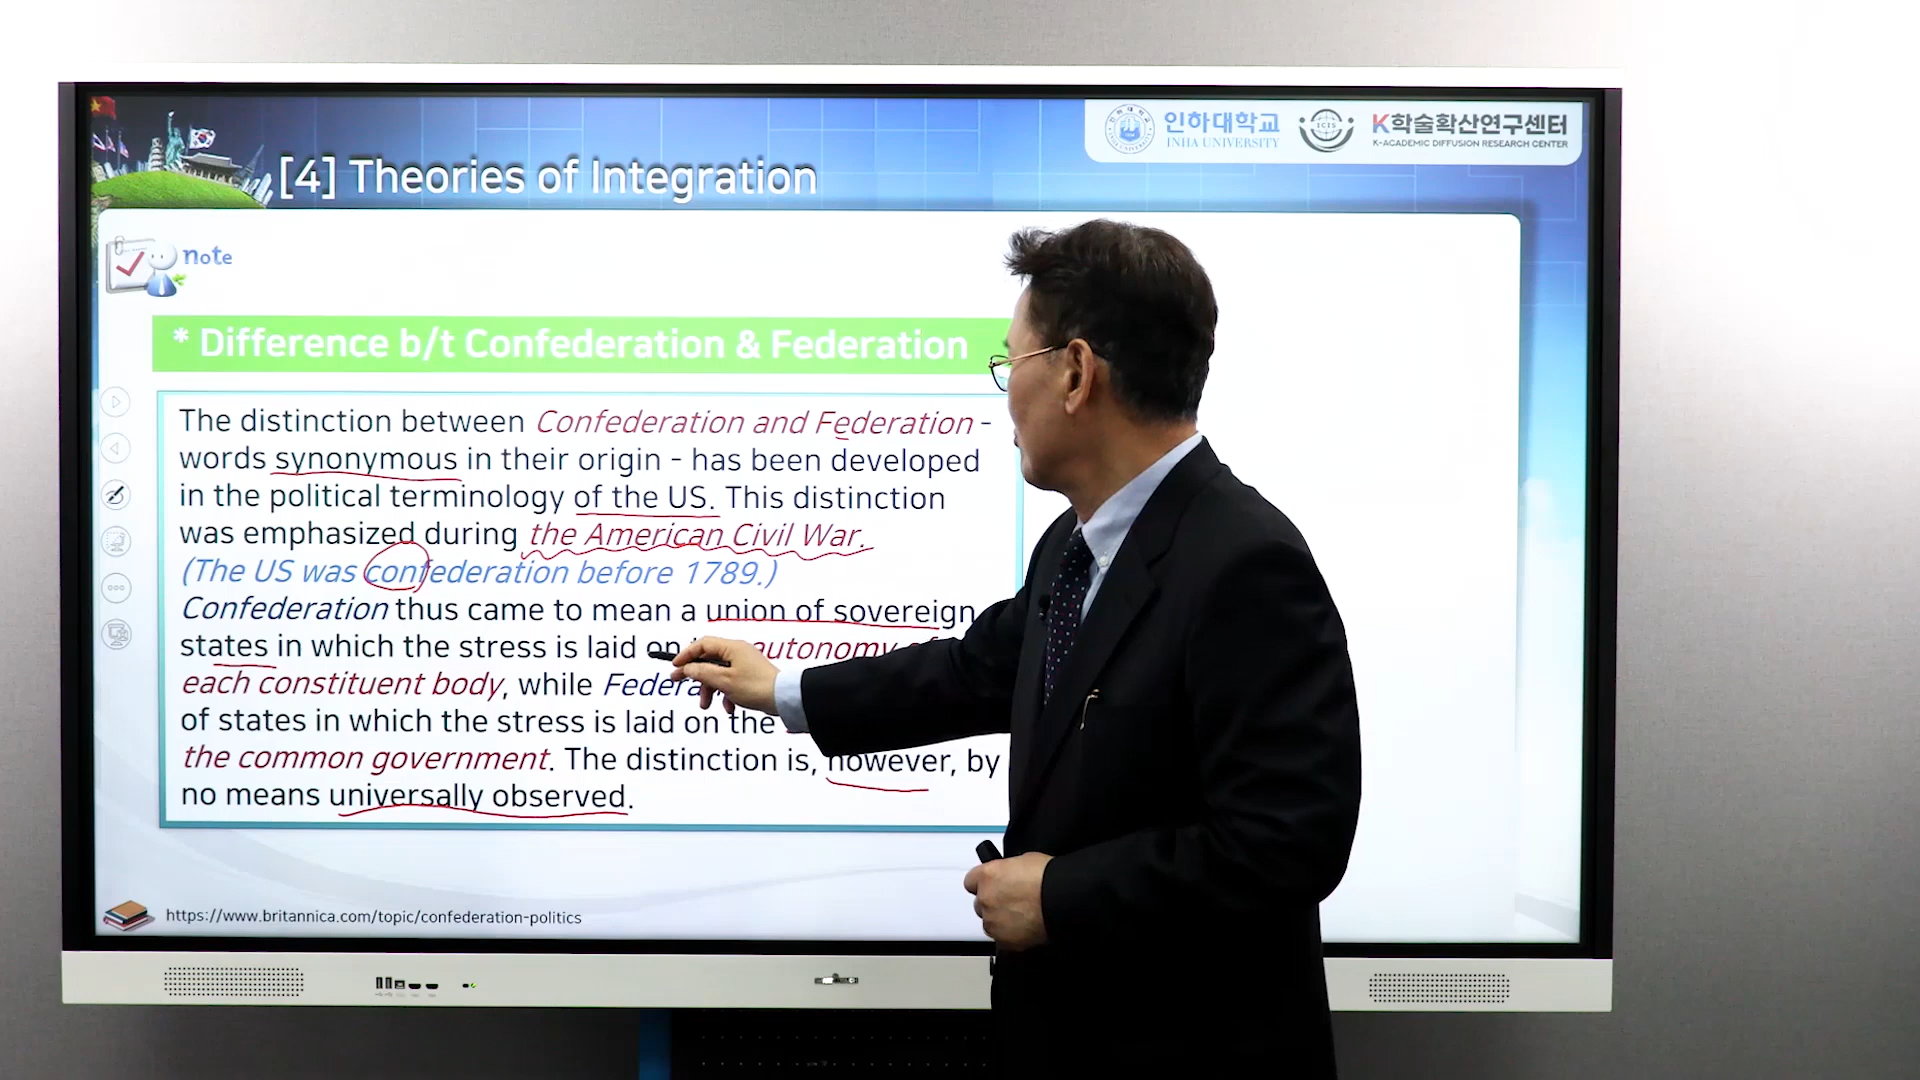 인하대학교
INHA UNIVERSITY
ICIS
K학술확산연구센터
K-ACADEMIC DIFFUSION RESEARCH CENTER
[4] Theories of Integration
note
* Difference b/t Confederation & Federation
The distinction between Confederation and Federation -
words synonymous in their origin - has been developed
in the political terminology of the US. This distinction
was emphasized during the American Civil War.
(The US was confederation before 1789.)
Confederation thus came to mean a union of sovereign
states in which the stress is laid on autonomy
each constituent body, while
of states in which the stress is laid on the
the common government. The distinction is, however, by
no means universally observed.
https://www.britannica.com/topic/confederation-politics